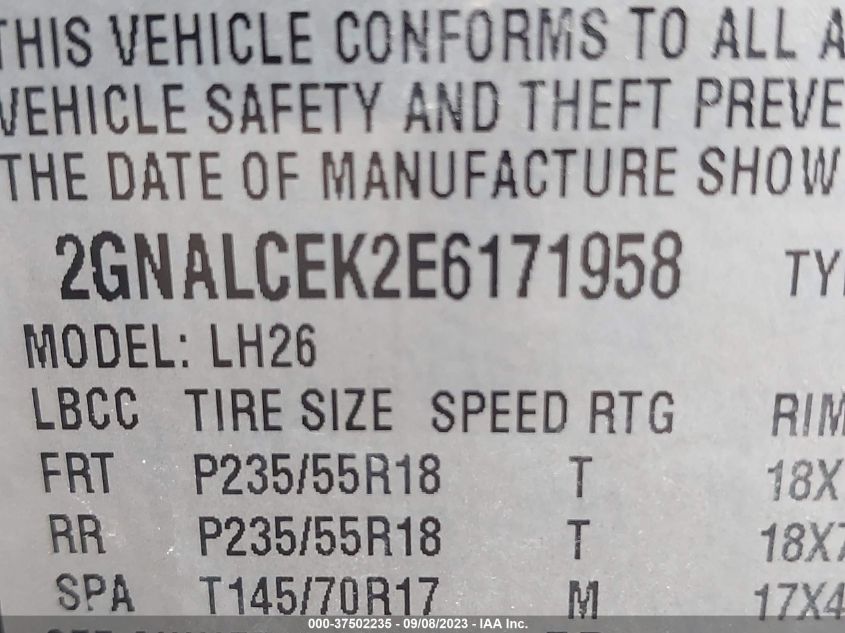 THIS VEHICLE CONFORMS TO ALL A
VEHICLE SAFETY AND THEFT PREVE
THE DATE OF MANUFACTURE SHOW
2GNALCEK2E6171958 TY
MODEL: LH26
LBCC TIRE SIZE SPEED RTG RIM
FRT P235/55R18 T 18X
RR P235/55R18 T 18X7
SPA T145/70R17 M 17X4
000-37502235 - 09/08/2023 - IAA Inc.